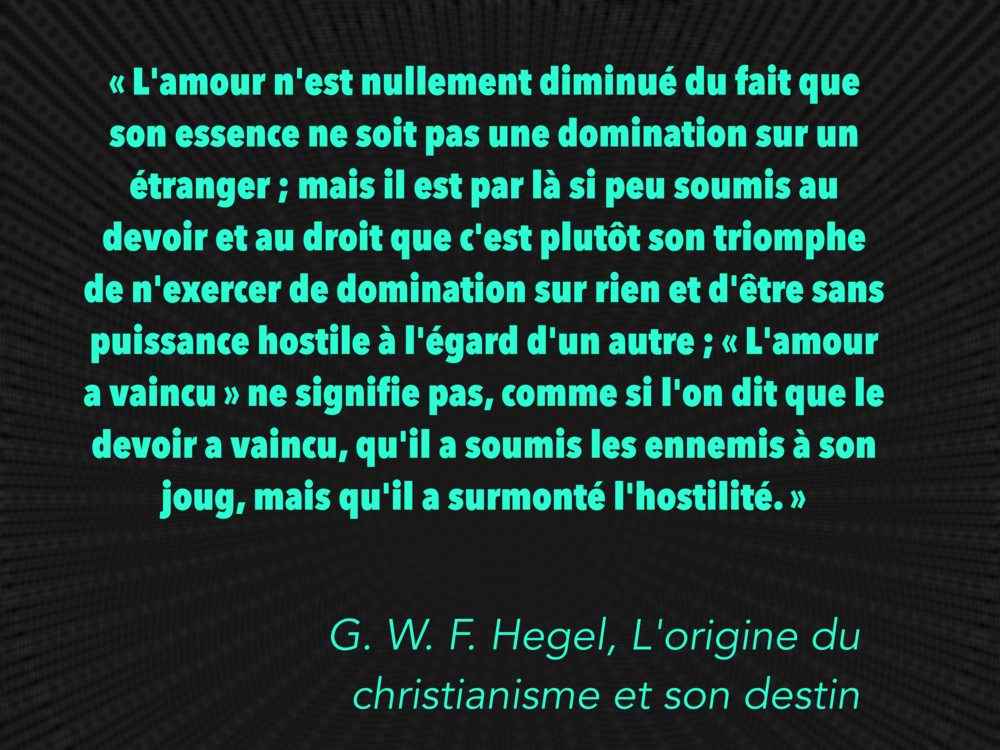 « L'amour n'est nullement diminué du fait que
son essence ne soit pas une domination sur un
étranger ; mais il est par là si peu soumis au
devoir et au droit que c'est plutôt son triomphe
de n'exercer de domination sur rien et d'être sans
puissance hostile à l'égard d'un autre ; « L'amour
a vaincu » ne signifie pas, comme si l'on dit que le
devoir a vaincu, qu'il a soumis les ennemis à son
joug, mais qu'il a surmonté l'hostilité. »
G. W. F. Hegel, L'origine du
christianisme et son destin